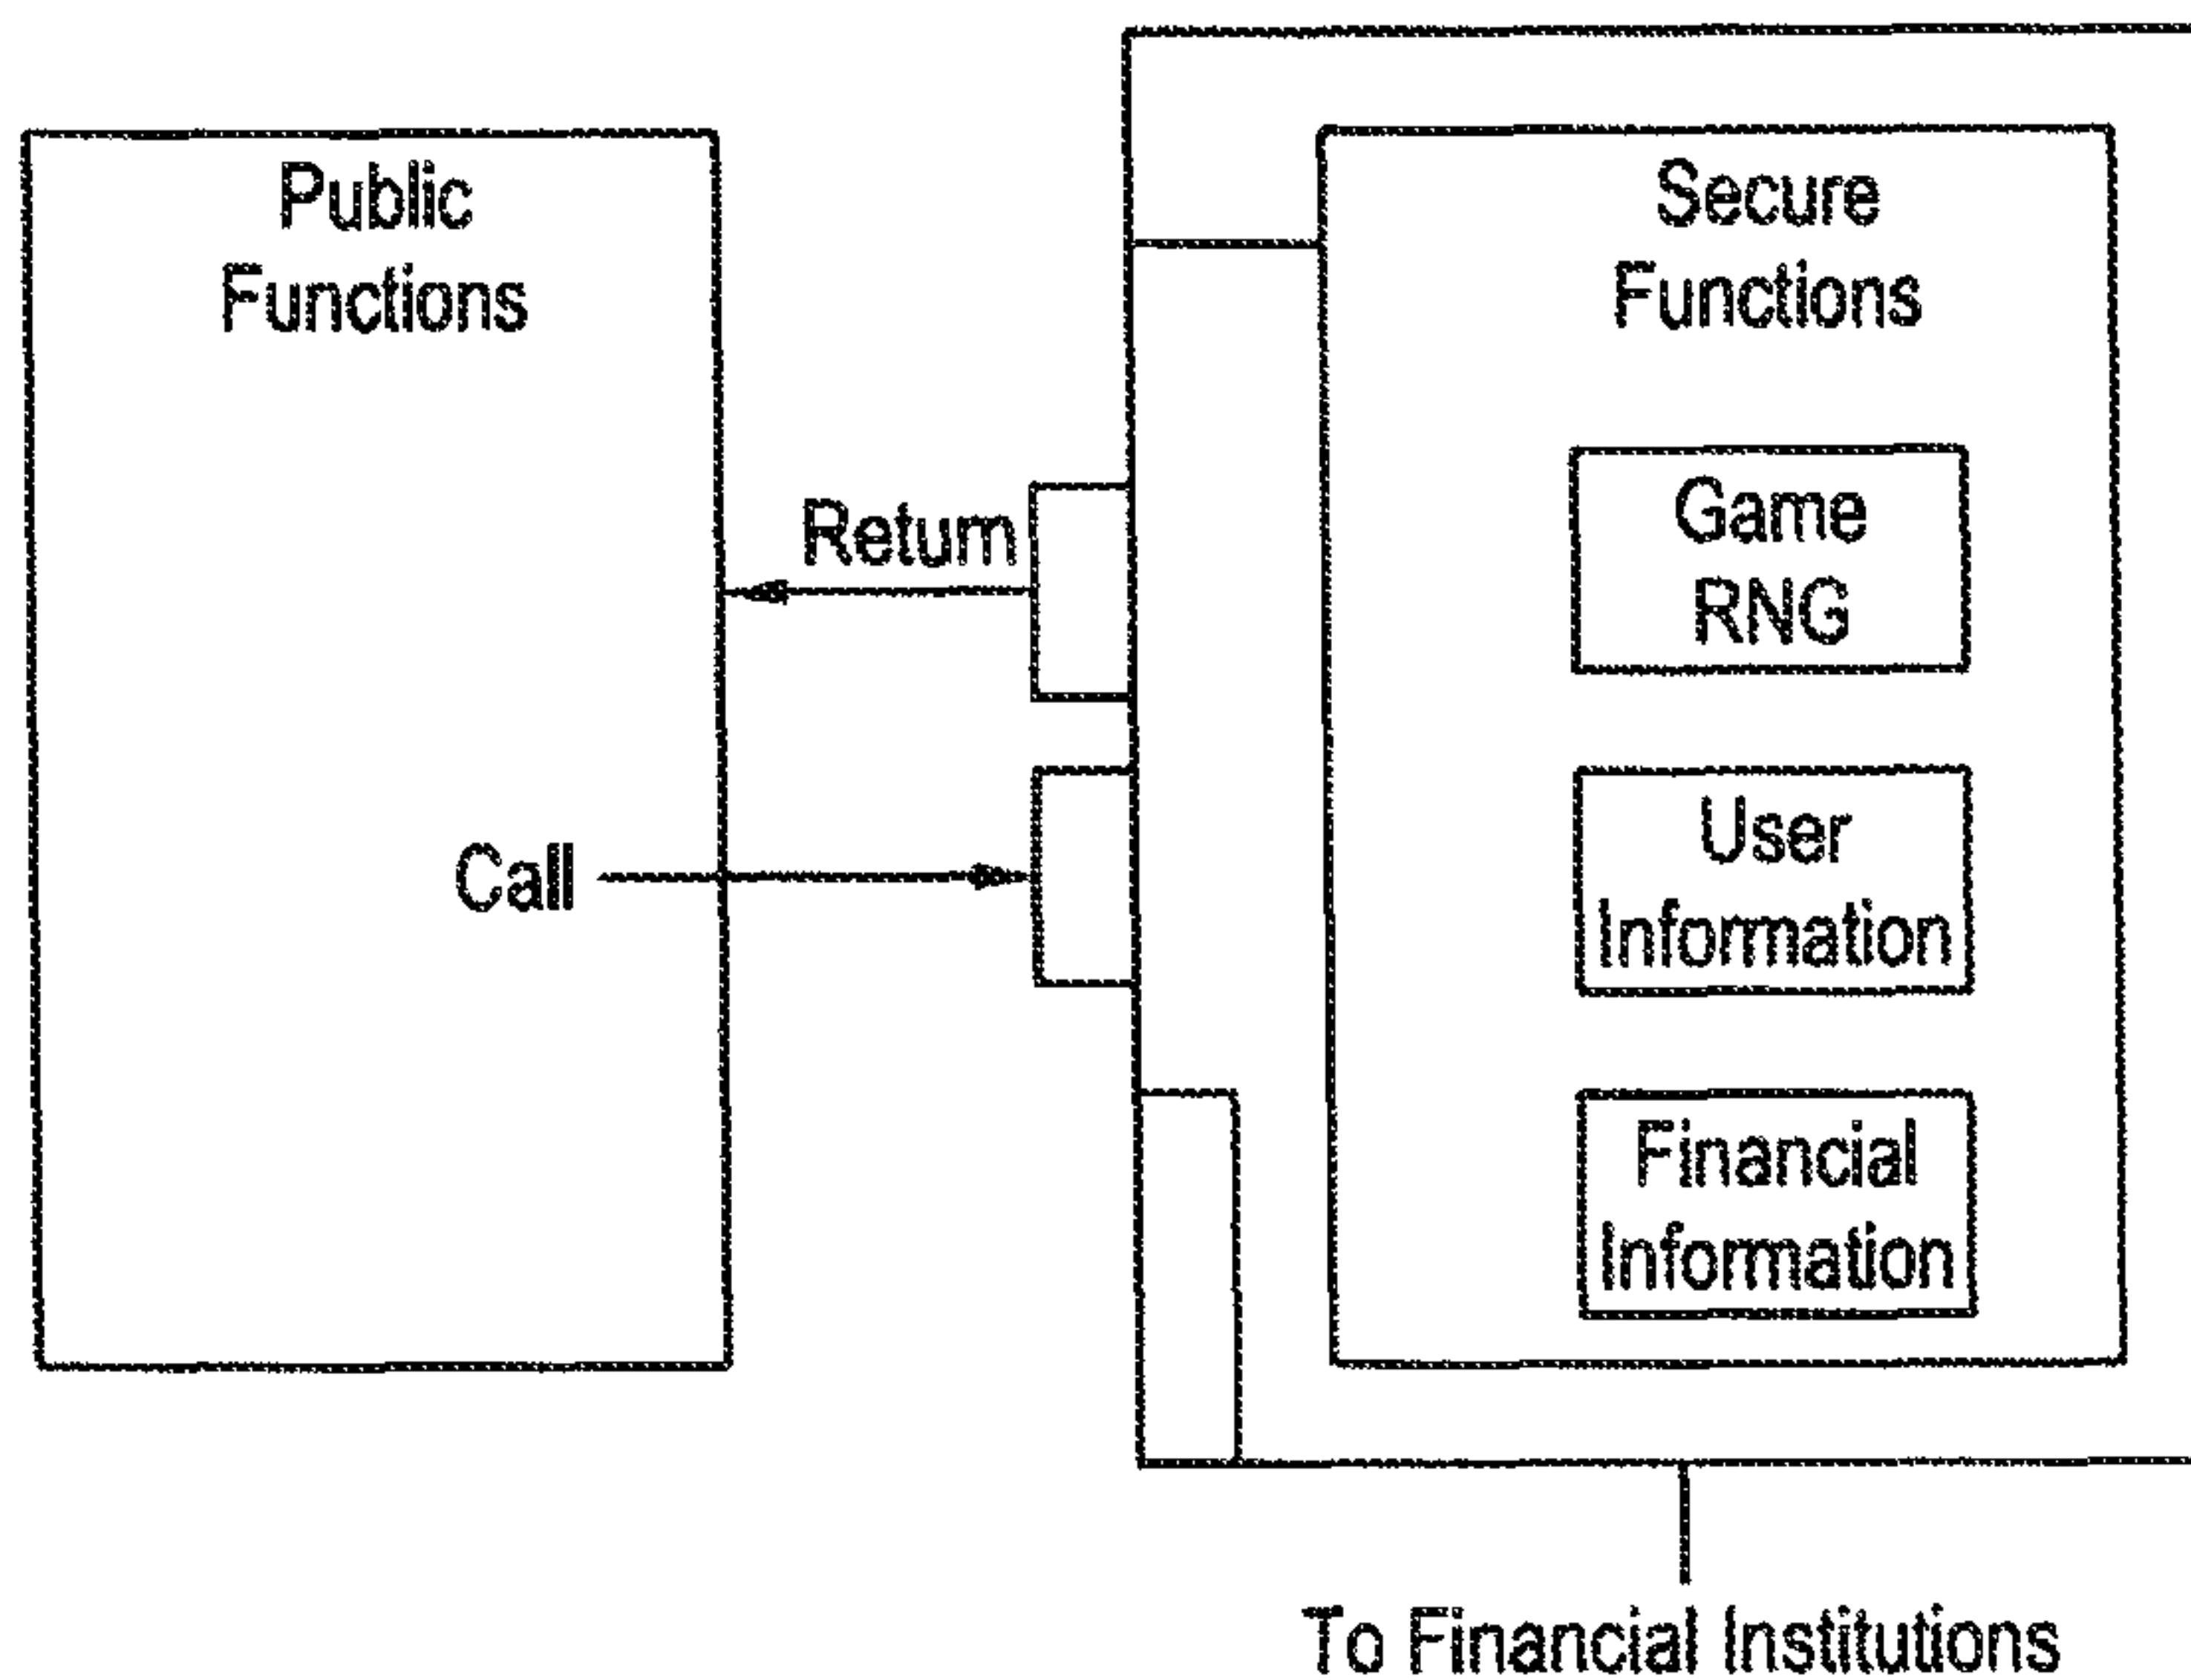 Public
Functions
Secure
Functions
Return
Call
Game
RNG
User
Information
Financial
Information
To Financial Institutions